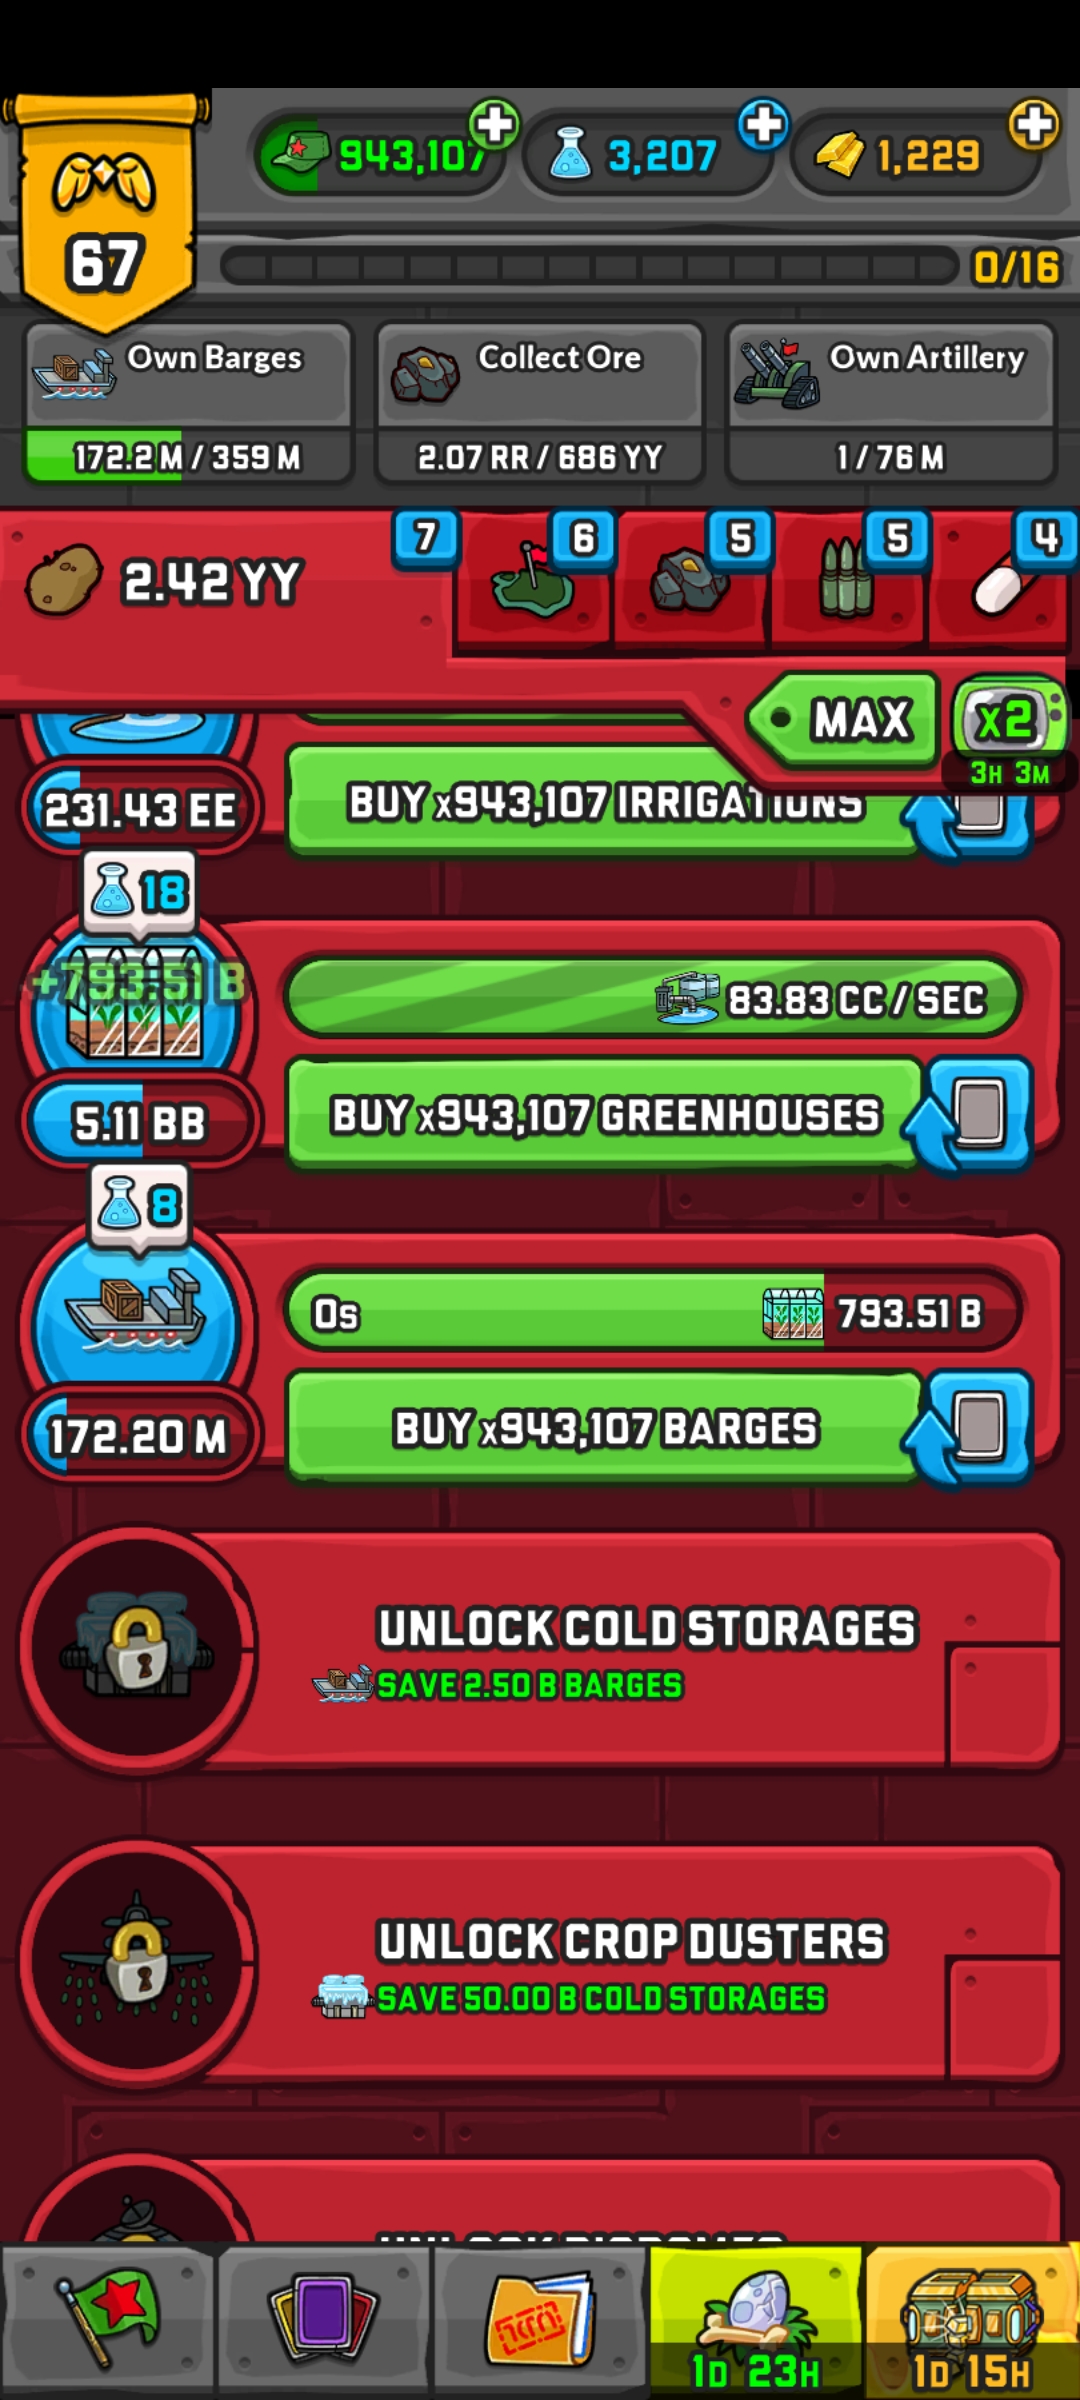 943,107
3,207
1,229
67
0/16
Own Barges
172.2 M / 359 M
Collect Ore
2.07 RR / 686 YY
Own Artillery
1 / 76 M
2.42 YY
7
6
5
5
4
MAX
x2
3H 3M
231.43 EE
BUY x943,107 IRRIGATIONS
18
+793.51 B
83.83 CC / SEC
5.11 BB
BUY x943,107 GREENHOUSES
8
0s
793.51 B
172.20 M
BUY x943,107 BARGES
UNLOCK COLD STORAGES
SAVE 2.50 B BARGES
UNLOCK CROP DUSTERS
SAVE 50.00 B COLD STORAGES
UNLOCK
1D 23H
1D 15H